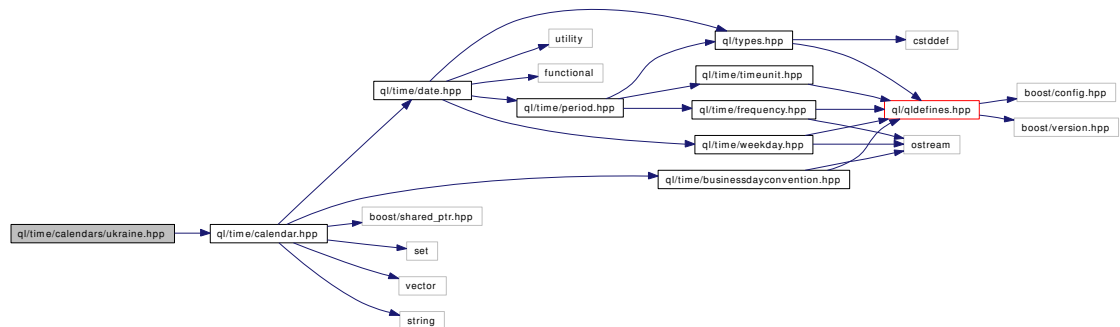 ql/types.hpp
cstddef
utility
functional
ql/time/timeunit.hpp
ql/time/date.hpp
boost/config.hpp
ql/time/period.hpp
ql/time/frequency.hpp
ql/qldefines.hpp
boost/version.hpp
ql/time/weekday.hpp
ostream
ql/time/businessdayconvention.hpp
boost/shared_ptr.hpp
ql/time/calendars/ukraine.hpp
ql/time/calendar.hpp
set
vector
string